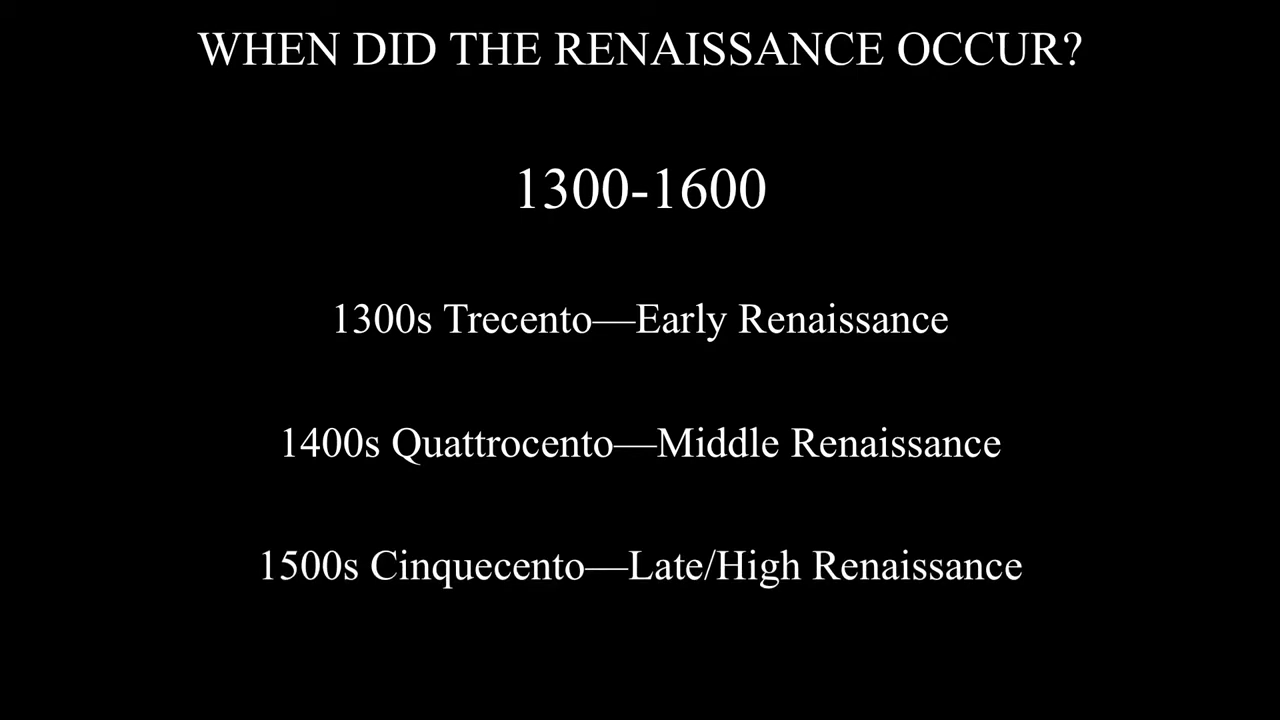 WHEN DID THE RENAISSANCE OCCUR?
1300-1600
1300s Trecento—Early Renaissance
1400s Quattrocento—Middle Renaissance
1500s Cinquecento—Late/High Renaissance